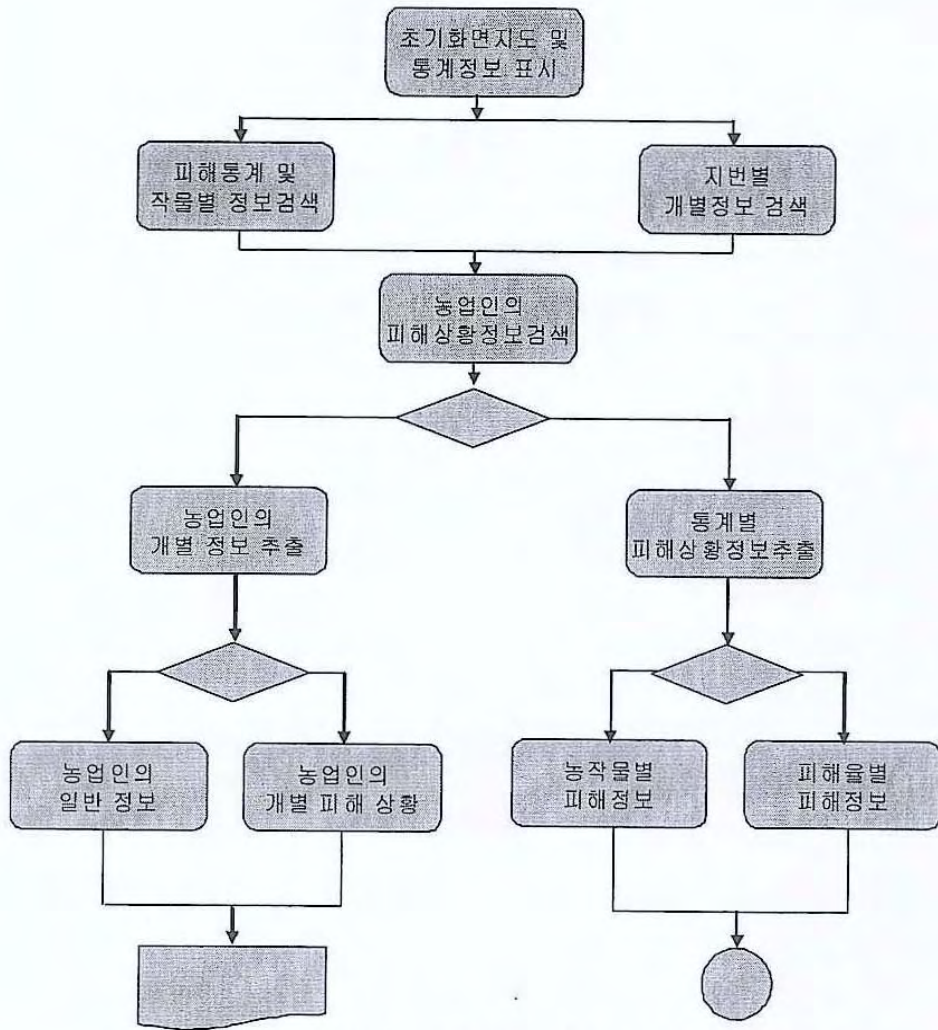 초기화면지도 및
통계정보 표시
피해통계 및
작물별 정보검색
지번별
개별정보 검색
농업인의
피해상황정보검색
농업인의
개별 정보 추출
통계별
피해상황정보추출
농업인의
일반 정보
농업인의
개별 피해 상황
농작물별
피해정보
피해율별
피해정보